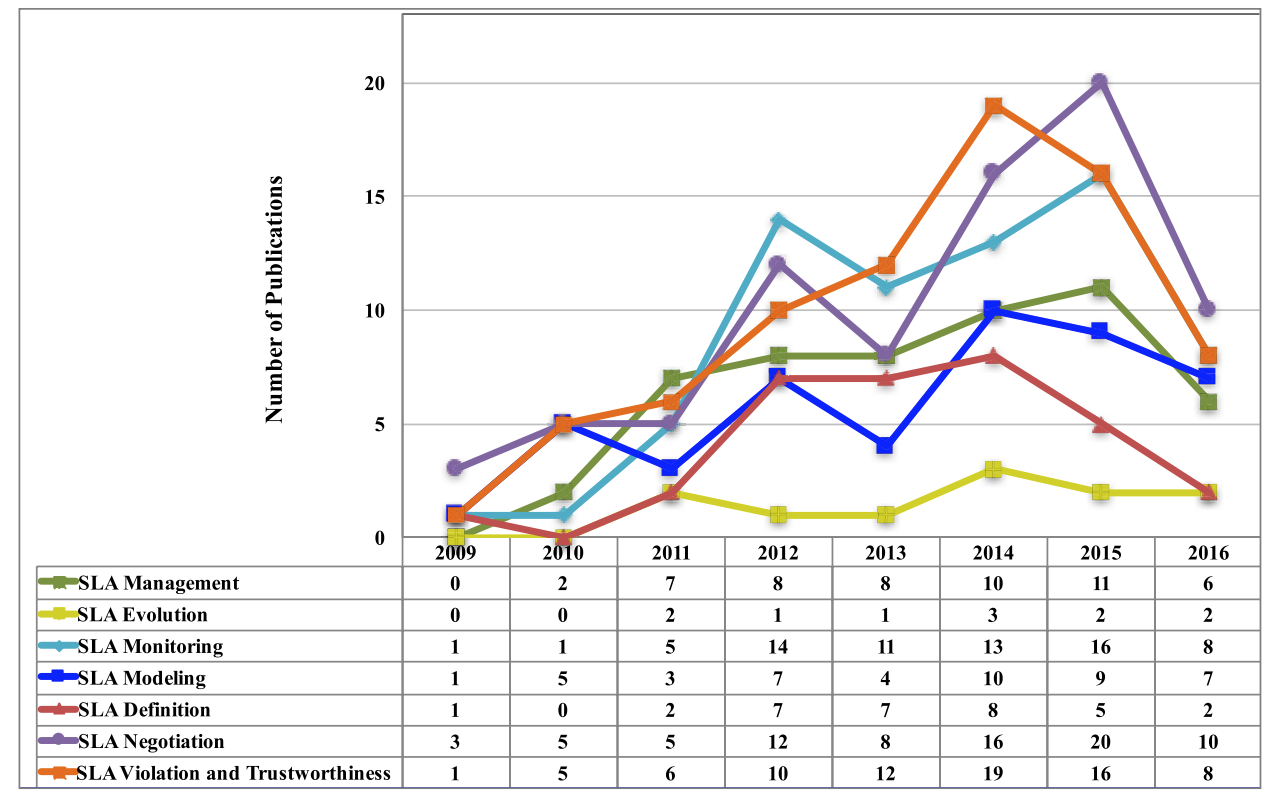 20
15
10
5
0
Number of Publications
2009 2010 2011 2012 2013 2014 2015 2016
SLA Management 0 2 7 8 8 10 11 6
SLA Evolution 0 0 2 1 1 3 2 2
SLA Monitoring 1 1 5 14 11 13 16 8
SLA Modeling 1 5 3 7 4 10 9 7
SLA Definition 1 0 2 7 7 8 5 2
SLA Negotiation 3 5 5 12 8 16 20 10
SLA Violation and Trustworthiness 1 5 6 10 12 19 16 8